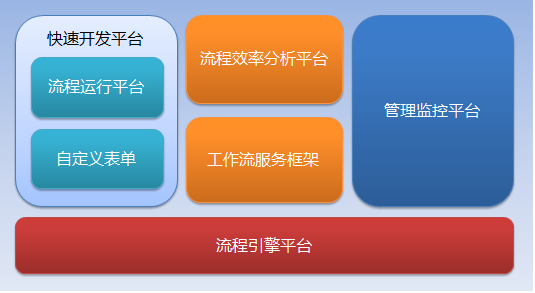 快速开发平台
流程运行平台
自定义表单
流程效率分析平台
工作流服务框架
管理监控平台
流程引擎平台